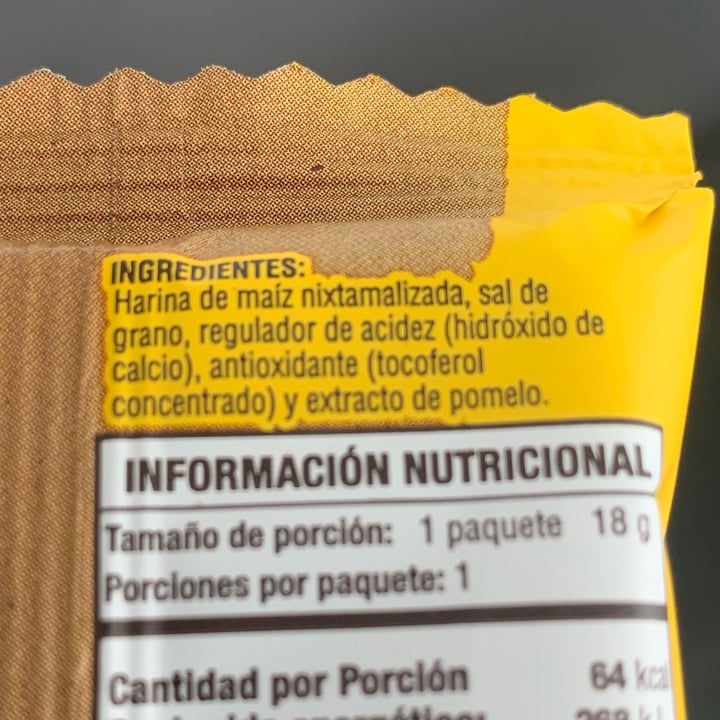 INGREDIENTES:
Harina de maíz nixtamalizada, sal de
grano, regulador de acidez (hidróxido de
calcio), antioxidante (tocoferol
concentrado) y extracto de pomelo.
INFORMACIÓN NUTRICIONAL
Tamaño de porción: 1 paquete 18 g
Porciones por paquete: 1
Cantidad por Porción 64 kcal